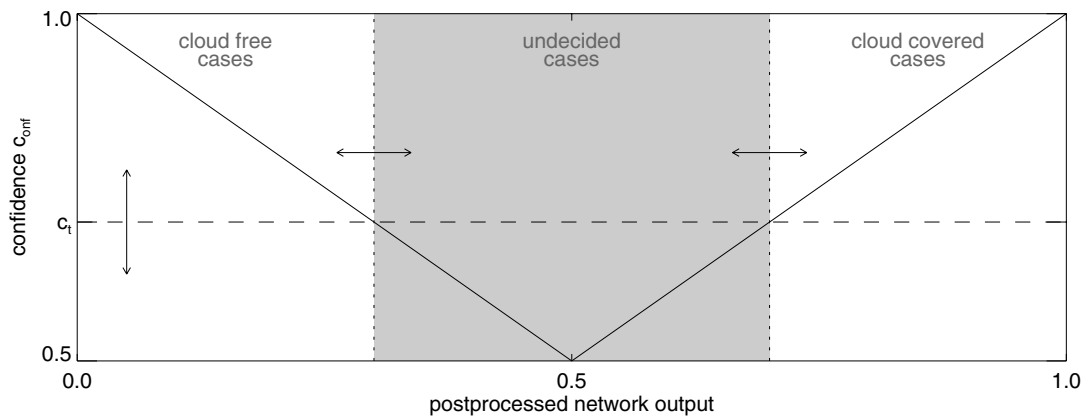 1.0
cloud free
cases
undecided
cases
cloud covered
cases
confidence c_onf
c_t
0.5
0.0
0.5
1.0
postprocessed network output